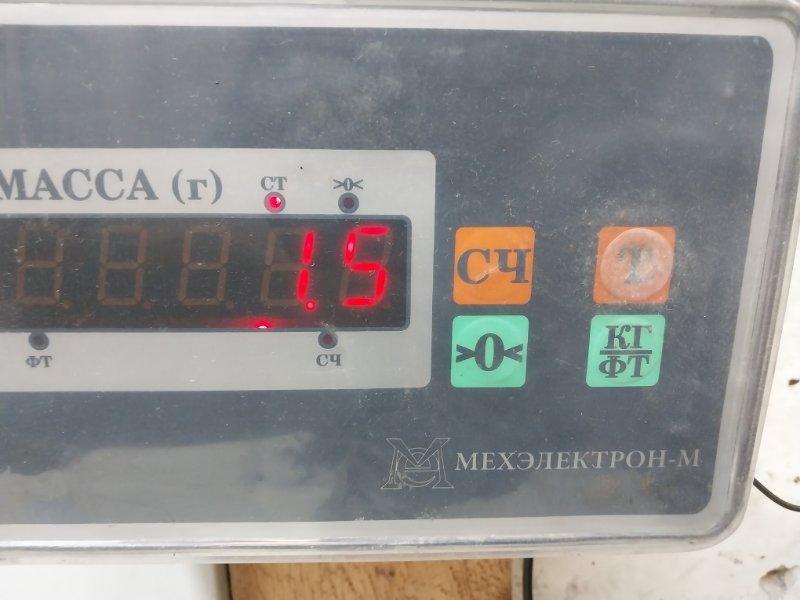 МАССА (г)
СТ
>0<
1.5
ФТ
СЧ
СЧ
Т
>0<
КГ
ФТ
МЕХЭЛЕКТРОН-М